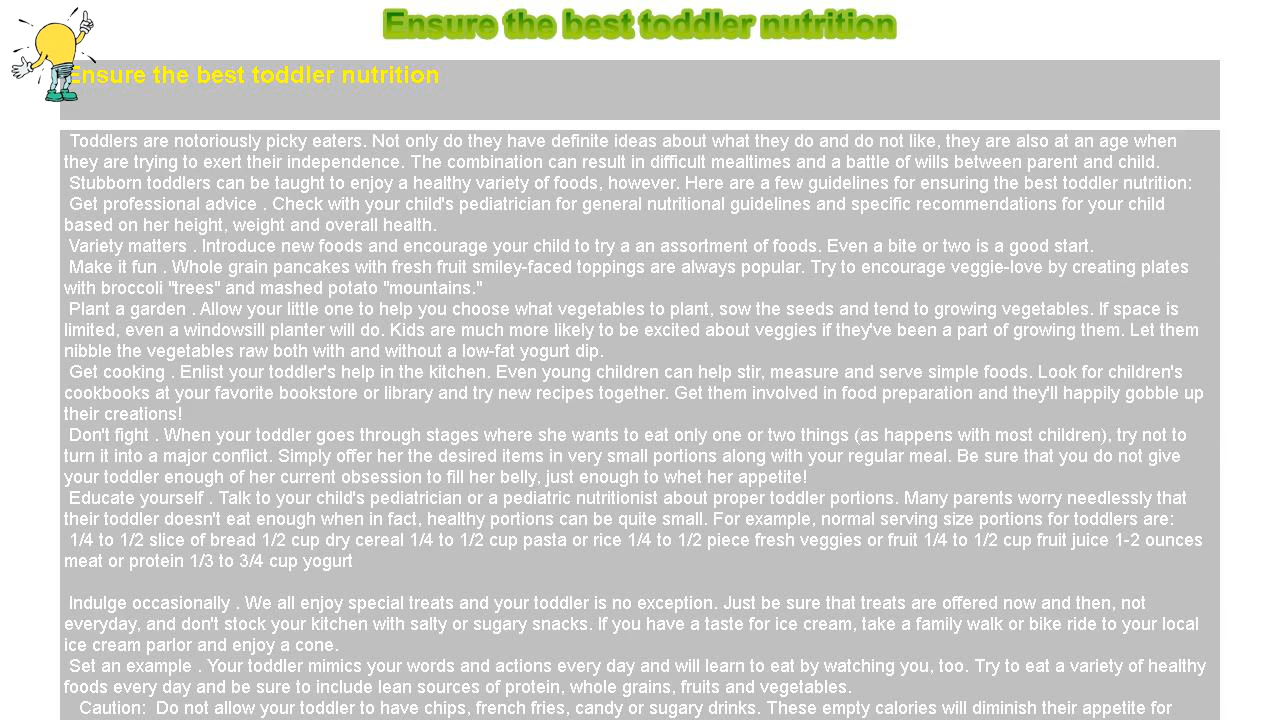 Ensure the best toddler nutrition
Ensure the best toddler nutrition
Toddlers are notoriously picky eaters. Not only do they have definite ideas about what they do and do not like, they are also at an age when
they are trying to exert their independence. The combination can result in difficult mealtimes and a battle of wills between parent and child.
Stubborn toddlers can be taught to enjoy a healthy variety of foods, however. Here are a few guidelines for ensuring the best toddler nutrition:
Get professional advice . Check with your child's pediatrician for general nutritional guidelines and specific recommendations for your child
based on her height, weight and overall health.
Variety matters . Introduce new foods and encourage your child to try a an assortment of foods. Even a bite or two is a good start.
Make it fun . Whole grain pancakes with fresh fruit smiley-faced toppings are always popular. Try to encourage veggie-love by creating plates
with broccoli "trees" and mashed potato "mountains."
Plant a garden . Allow your little one to help you choose what vegetables to plant, sow the seeds and tend to growing vegetables. If space is
limited, even a windowsill planter will do. Kids are much more likely to be excited about veggies if they've been a part of growing them. Let them
nibble the vegetables raw both with and without a low-fat yogurt dip.
Get cooking . Enlist your toddler's help in the kitchen. Even young children can help stir, measure and serve simple foods. Look for children's
cookbooks at your favorite bookstore or library and try new recipes together. Get them involved in food preparation and they'll happily gobble up
their creations!
Don't fight . When your toddler goes through stages where she wants to eat only one or two things (as happens with most children), try not to
turn it into a major conflict. Simply offer her the desired items in very small portions along with your regular meal. Be sure that you do not give
your toddler enough of her current obsession to fill her belly, just enough to whet her appetite!
Educate yourself . Talk to your child's pediatrician or a pediatric nutritionist about proper toddler portions. Many parents worry needlessly that
their toddler doesn't eat enough when in fact, healthy portions can be quite small. For example, normal serving size portions for toddlers are:
1/4 to 1/2 slice of bread 1/2 cup dry cereal 1/4 to 1/2 cup pasta or rice 1/4 to 1/2 piece fresh veggies or fruit 1/4 to 1/2 cup fruit juice 1-2 ounces
meat or protein 1/3 to 3/4 cup yogurt
Indulge occasionally . We all enjoy special treats and your toddler is no exception. Just be sure that treats are offered now and then, not
everyday, and don't stock your kitchen with salty or sugary snacks. If you have a taste for ice cream, take a family walk or bike ride to your local
ice cream parlor and enjoy a cone.
Set an example . Your toddler mimics your words and actions every day and will learn to eat by watching you, too. Try to eat a variety of healthy
foods every day and be sure to include lean sources of protein, whole grains, fruits and vegetables.
Caution: Do not allow your toddler to have chips, french fries, candy or sugary drinks. These empty calories will diminish their appetite for